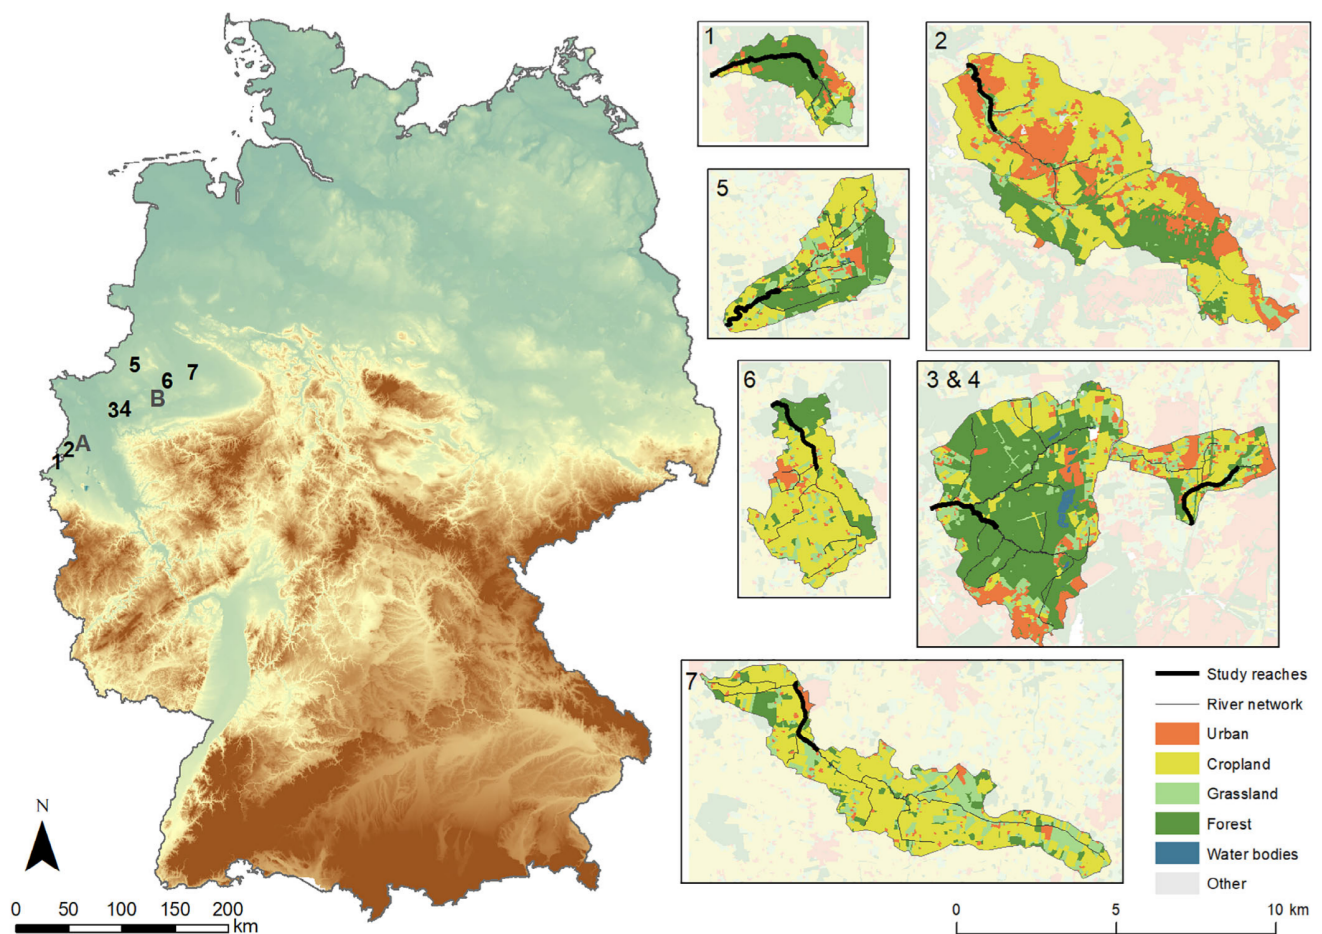 1
2
5
6
3 & 4
7
5
6
7
B
34
A
2
1
N
0 50 100 150 200
km
Study reaches
River network
Urban
Cropland
Grassland
Forest
Water bodies
Other
0 5 10 km